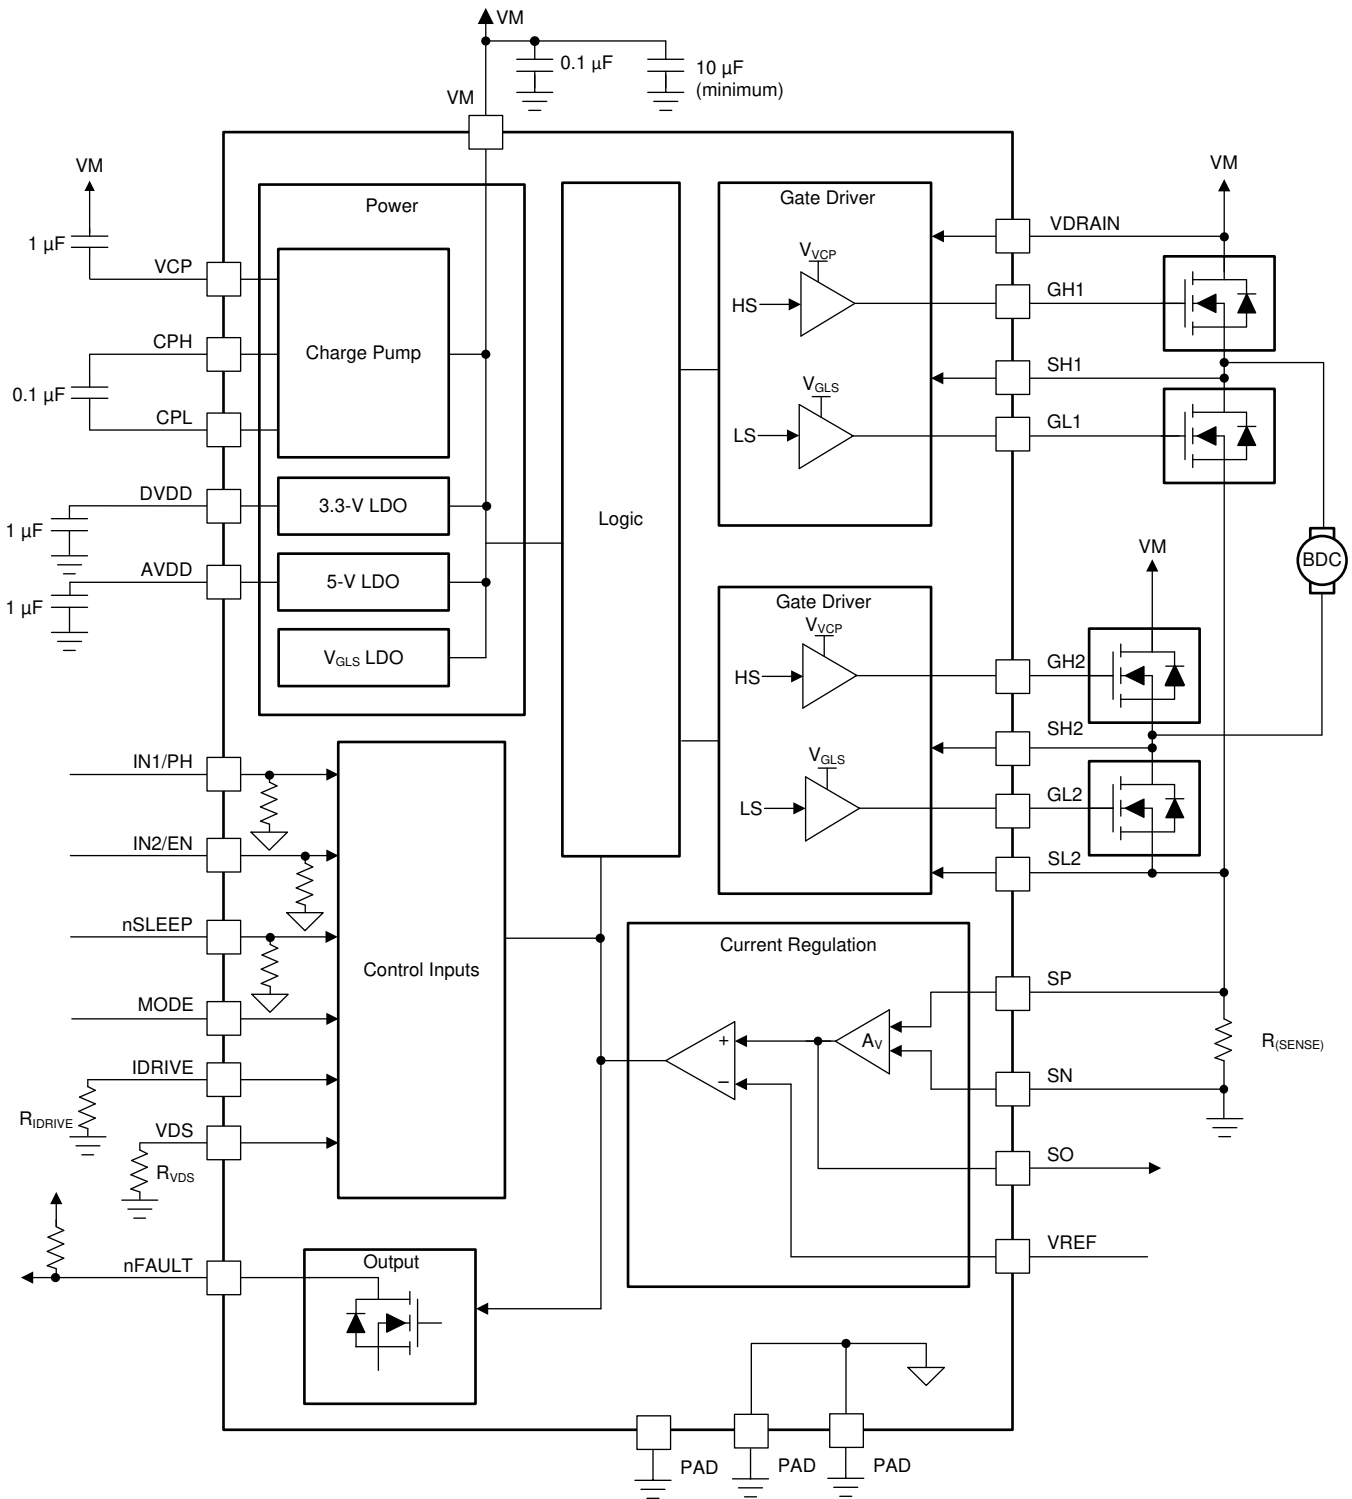 VM
0.1 µF
10 µF
(minimum)
VM
VM
1 µF
VCP
CPH
0.1 µF
CPL
DVDD
1 µF
AVDD
1 µF
Power
Charge Pump
3.3-V LDO
5-V LDO
VGLS LDO
Logic
Gate Driver
VVCP
HS
VGLS
LS
VM
VDRAIN
GH1
SH1
GL1
BDC
Gate Driver
VVCP
HS
VGLS
LS
VM
GH2
SH2
GL2
SL2
IN1/PH
IN2/EN
nSLEEP
MODE
IDRIVE
RIDRIVE
VDS
RVDS
nFAULT
Control Inputs
Output
Current Regulation
+
−
AV
SP
R(SENSE)
SN
SO
VREF
PAD
PAD
PAD